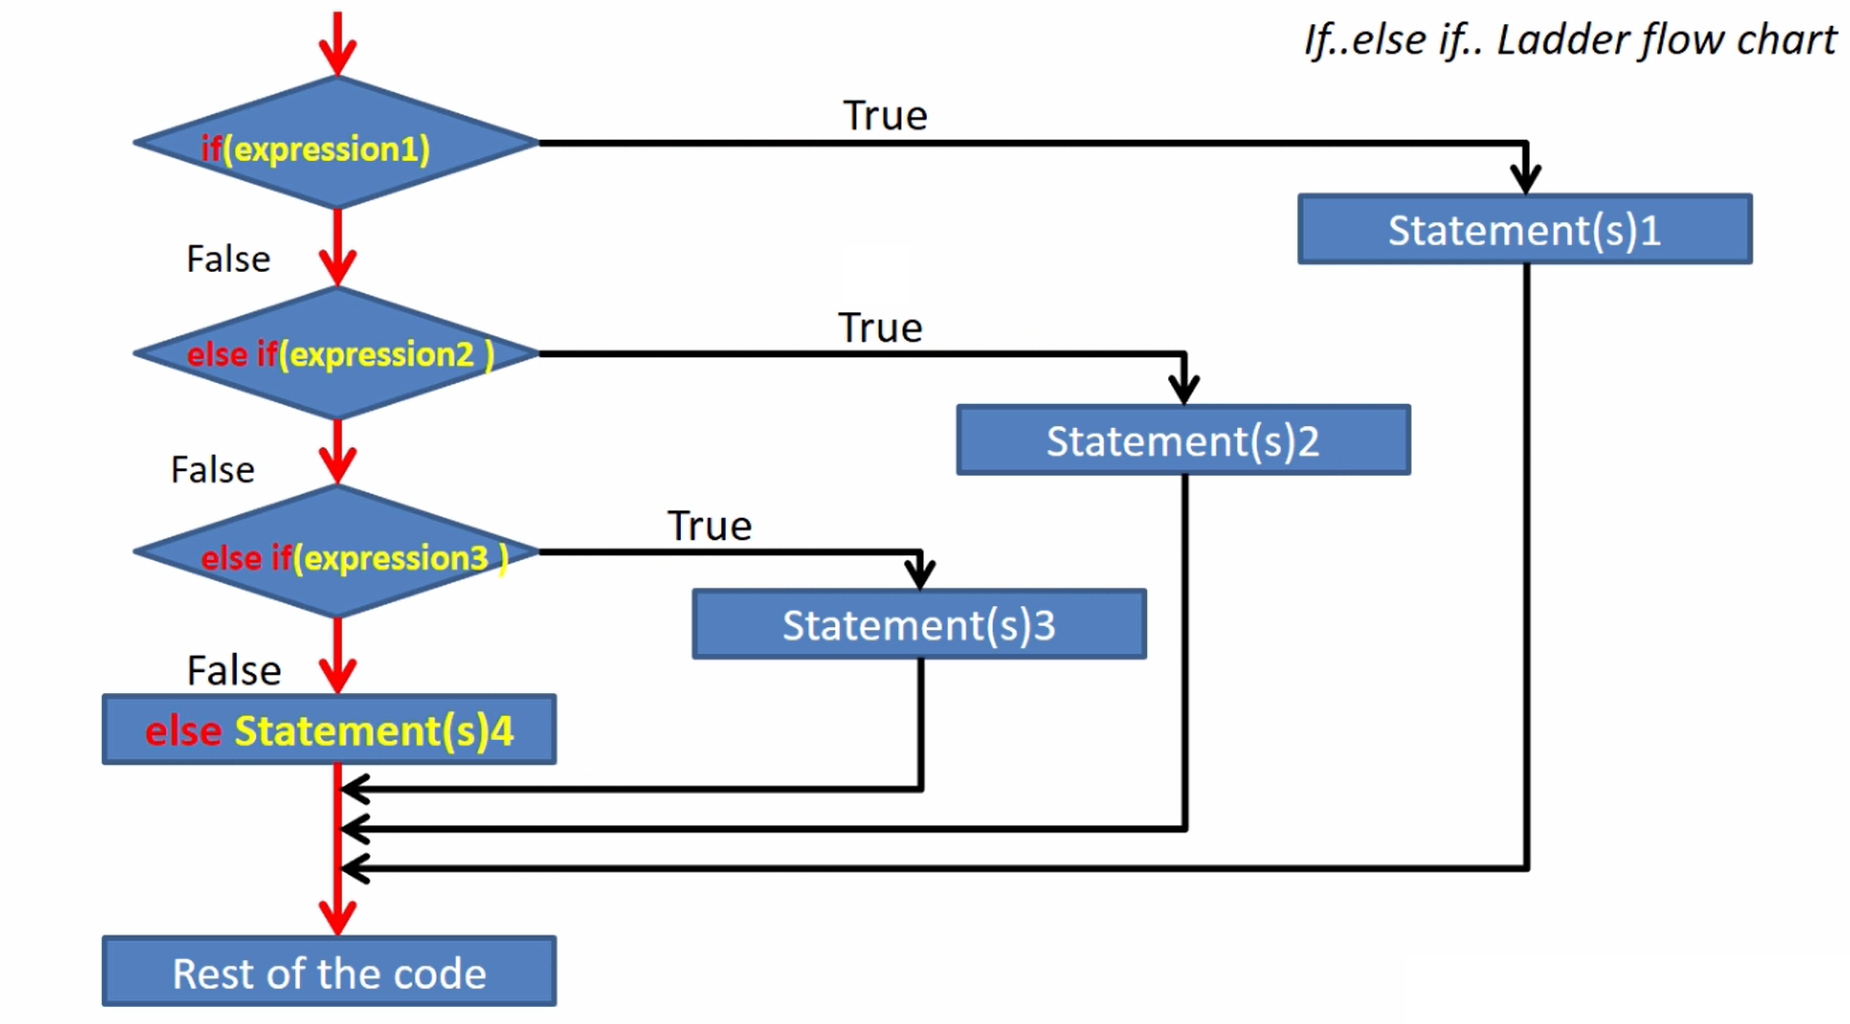 If..else if.. Ladder flow chart
True
if(expression1)
Statement(s)1
False
True
else if(expression2 )
Statement(s)2
False
True
else if(expression3 )
Statement(s)3
False
else Statement(s)4
Rest of the code